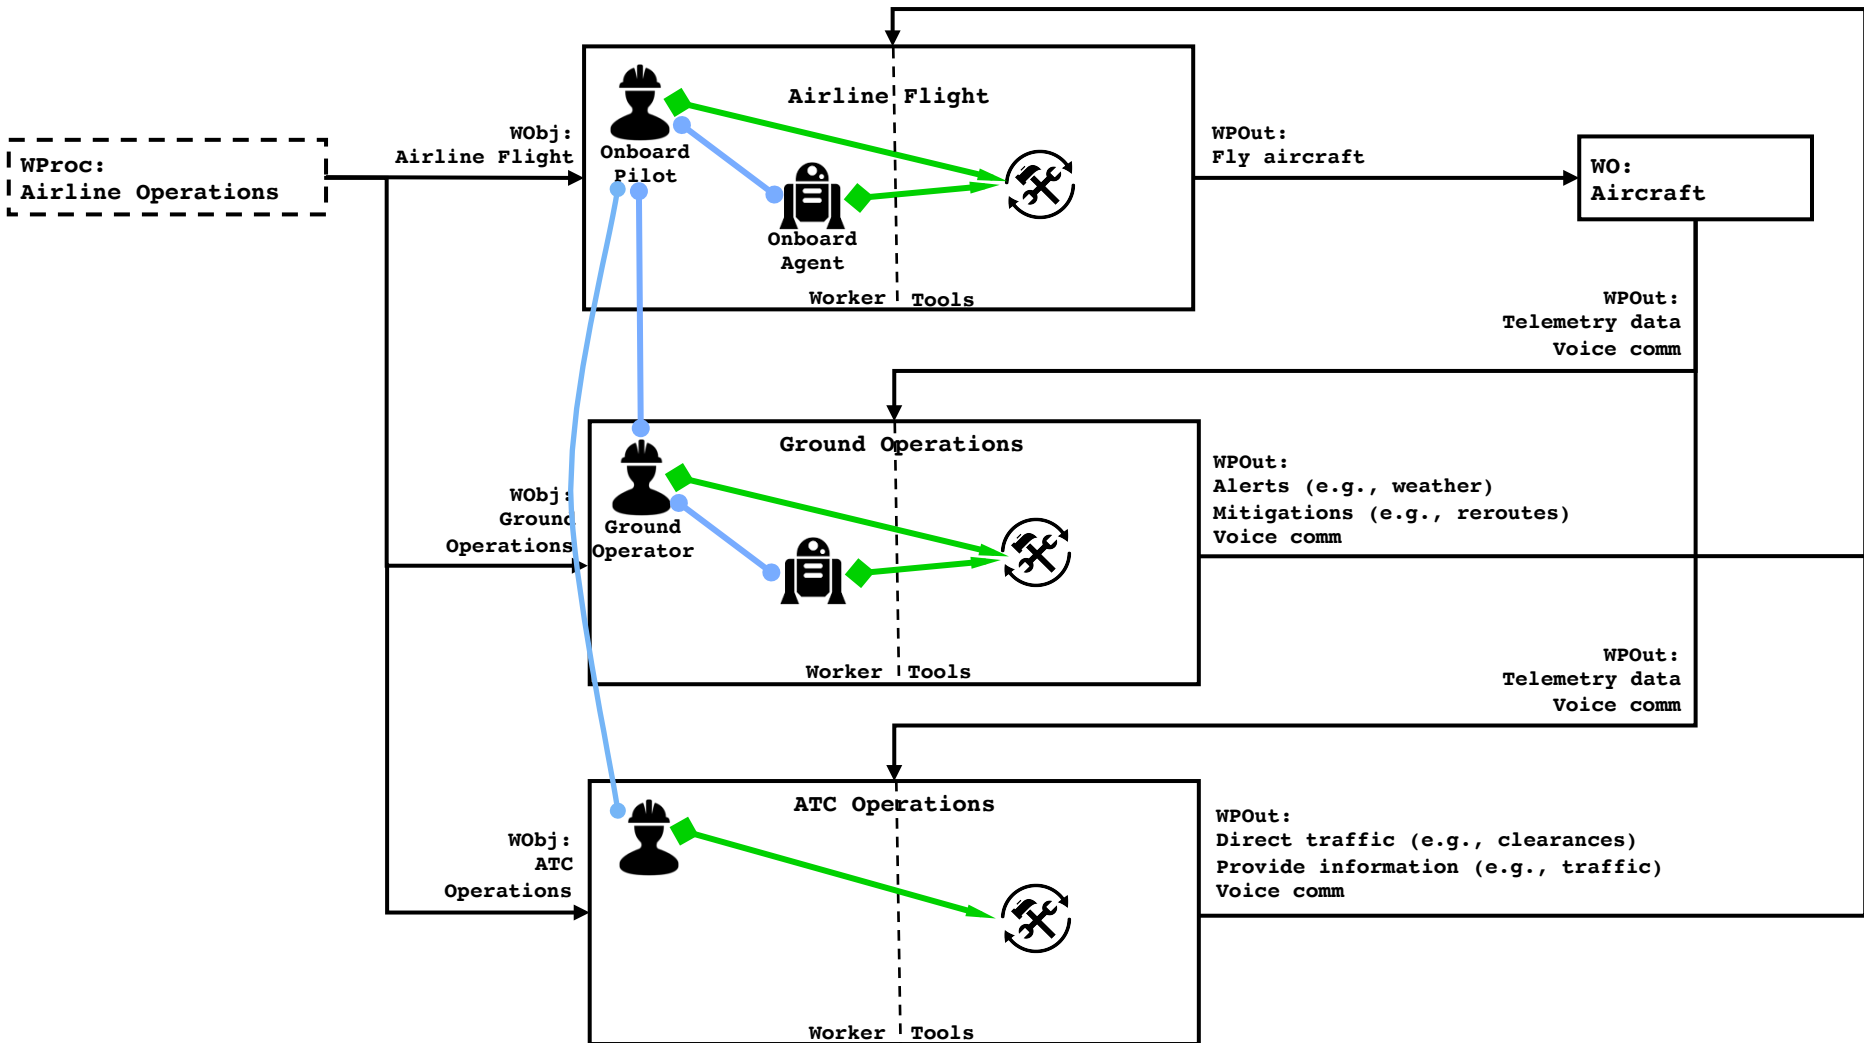 WProc:
Airline Operations
WObj:
Airline Flight
Airline Flight
Onboard
Pilot
Onboard
Agent
Worker
Tools
WPOut:
Fly aircraft
WO:
Aircraft
WPOut:
Telemetry data
Voice comm
WObj:
Ground
Operations
Ground Operations
Ground
Operator
Worker
Tools
WPOut:
Alerts (e.g., weather)
Mitigations (e.g., reroutes)
Voice comm
WPOut:
Telemetry data
Voice comm
WObj:
ATC
Operations
ATC Operations
Worker
Tools
WPOut:
Direct traffic (e.g., clearances)
Provide information (e.g., traffic)
Voice comm